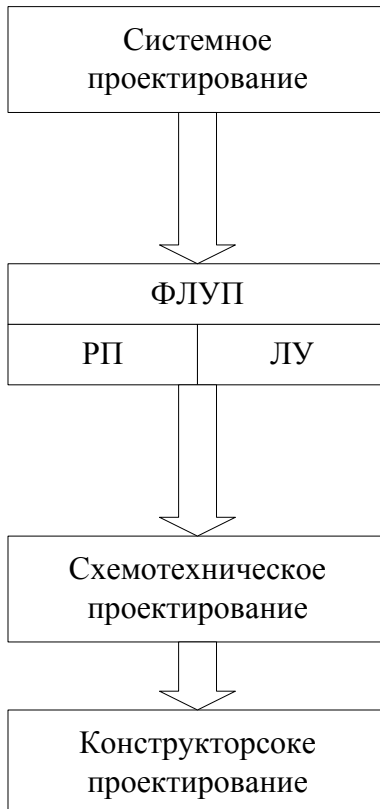 Системное
проектирование
ФЛУП
РП
ЛУ
Схемотехническое
проектирование
Конструкторсоке
проектирование